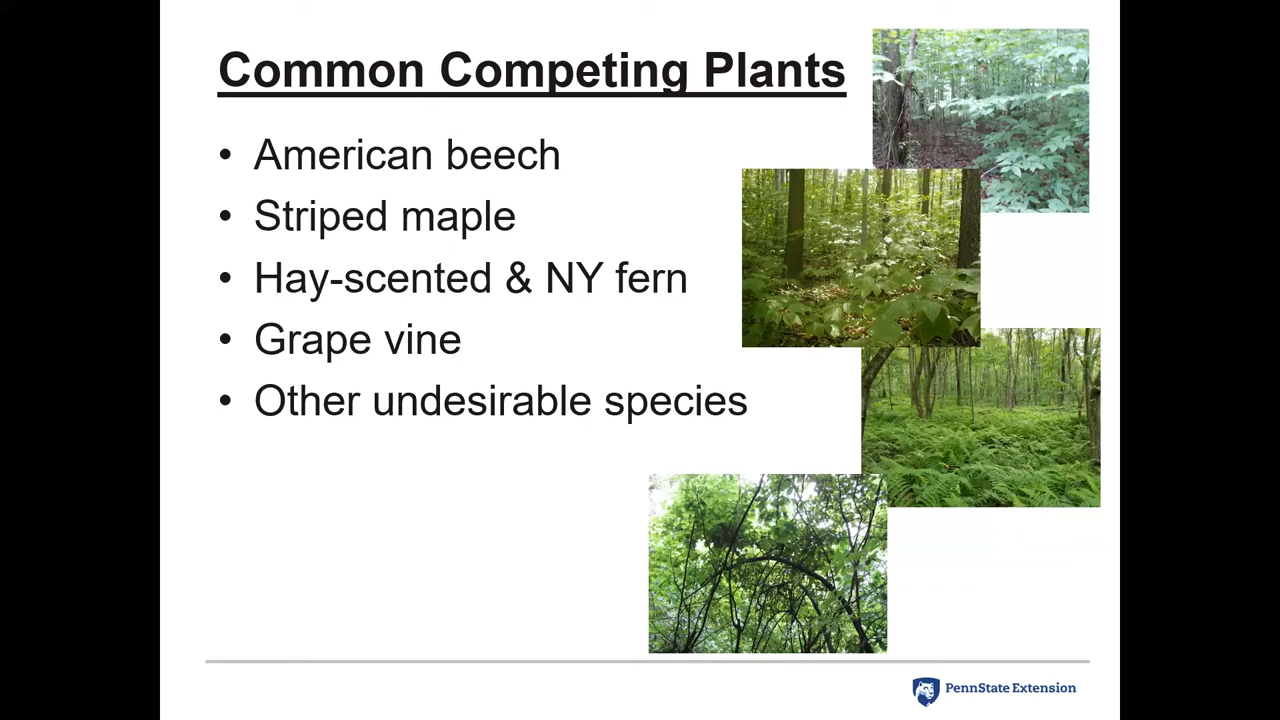 Common Competing Plants
• American beech
• Striped maple
• Hay-scented & NY fern
• Grape vine
• Other undesirable species
PennState Extension